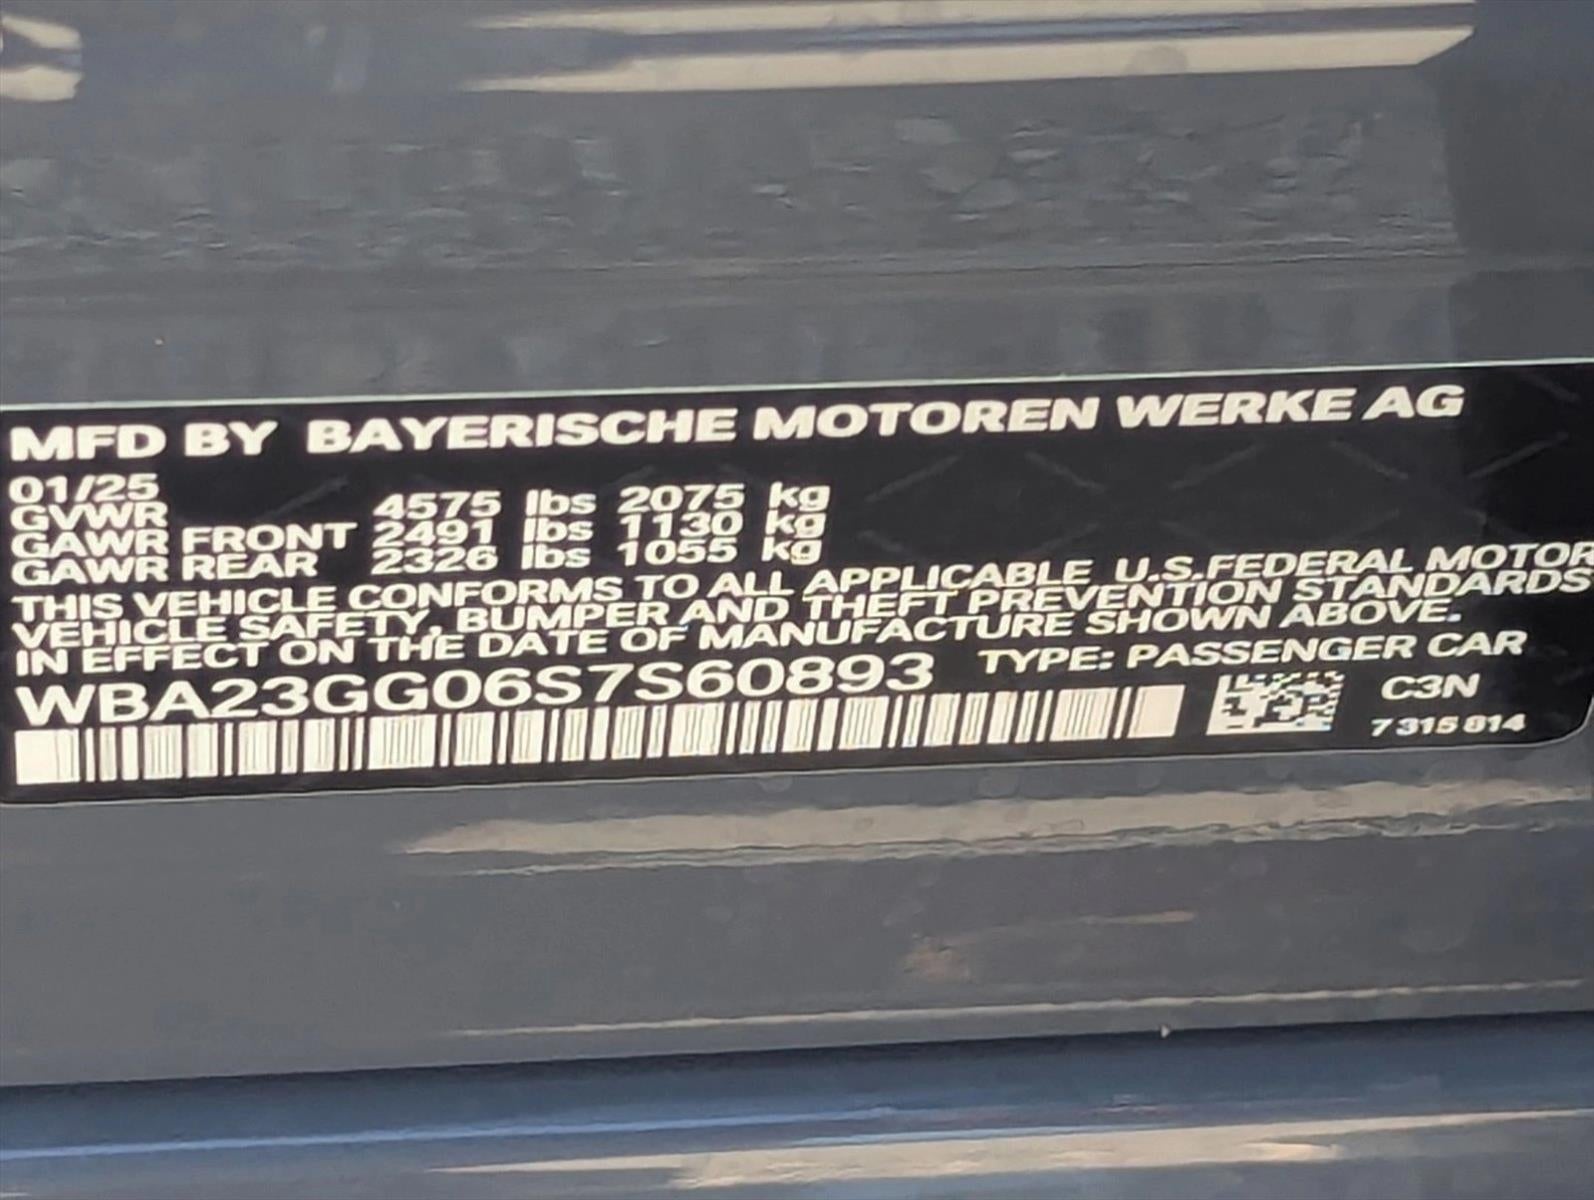 MFD BY BAYERISCHE MOTOREN WERKE AG
01/25
GVWR 4575 lbs 2075 kg
GAWR FRONT 2491 lbs 1130 kg
GAWR REAR 2326 lbs 1055 kg
THIS VEHICLE CONFORMS TO ALL APPLICABLE U.S.FEDERAL MOTOR
VEHICLE SAFETY, BUMPER AND THEFT PREVENTION STANDARDS
IN EFFECT ON THE DATE OF MANUFACTURE SHOWN ABOVE.
WBA23GG06S7S60893 TYPE: PASSENGER CAR
C3N
7 315 814